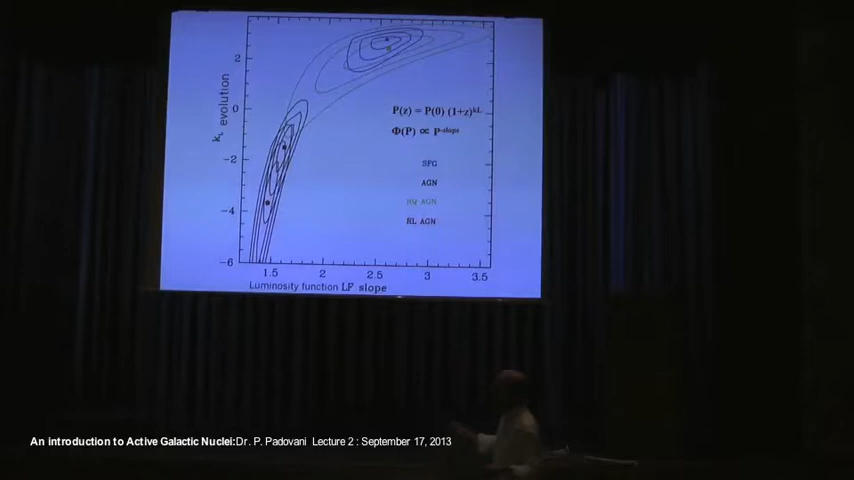 2
0
−2
−4
−6
k_L evolution
P(z) = P(0) (1+z)^kL
Φ(P) ∝ P^-slope
SFG
AGN
RQ AGN
RL AGN
1.5 2 2.5 3 3.5
Luminosity function LF slope
An introduction to Active Galactic Nuclei:Dr. P. Padovani Lecture 2 : September 17, 2013